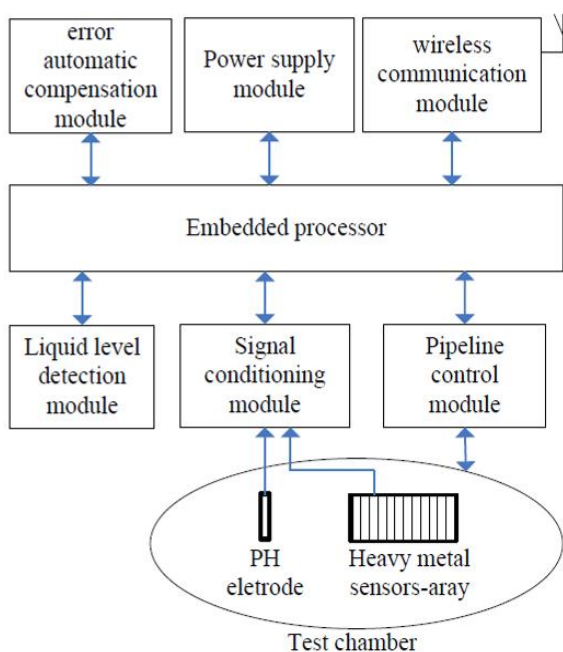 error
automatic
compensation
module
Power supply
module
wireless
communication
module
Embedded processor
Liquid level
detection
module
Signal
conditioning
module
Pipeline
control
module
PH
eletrode
Heavy metal
sensors-aray
Test chamber